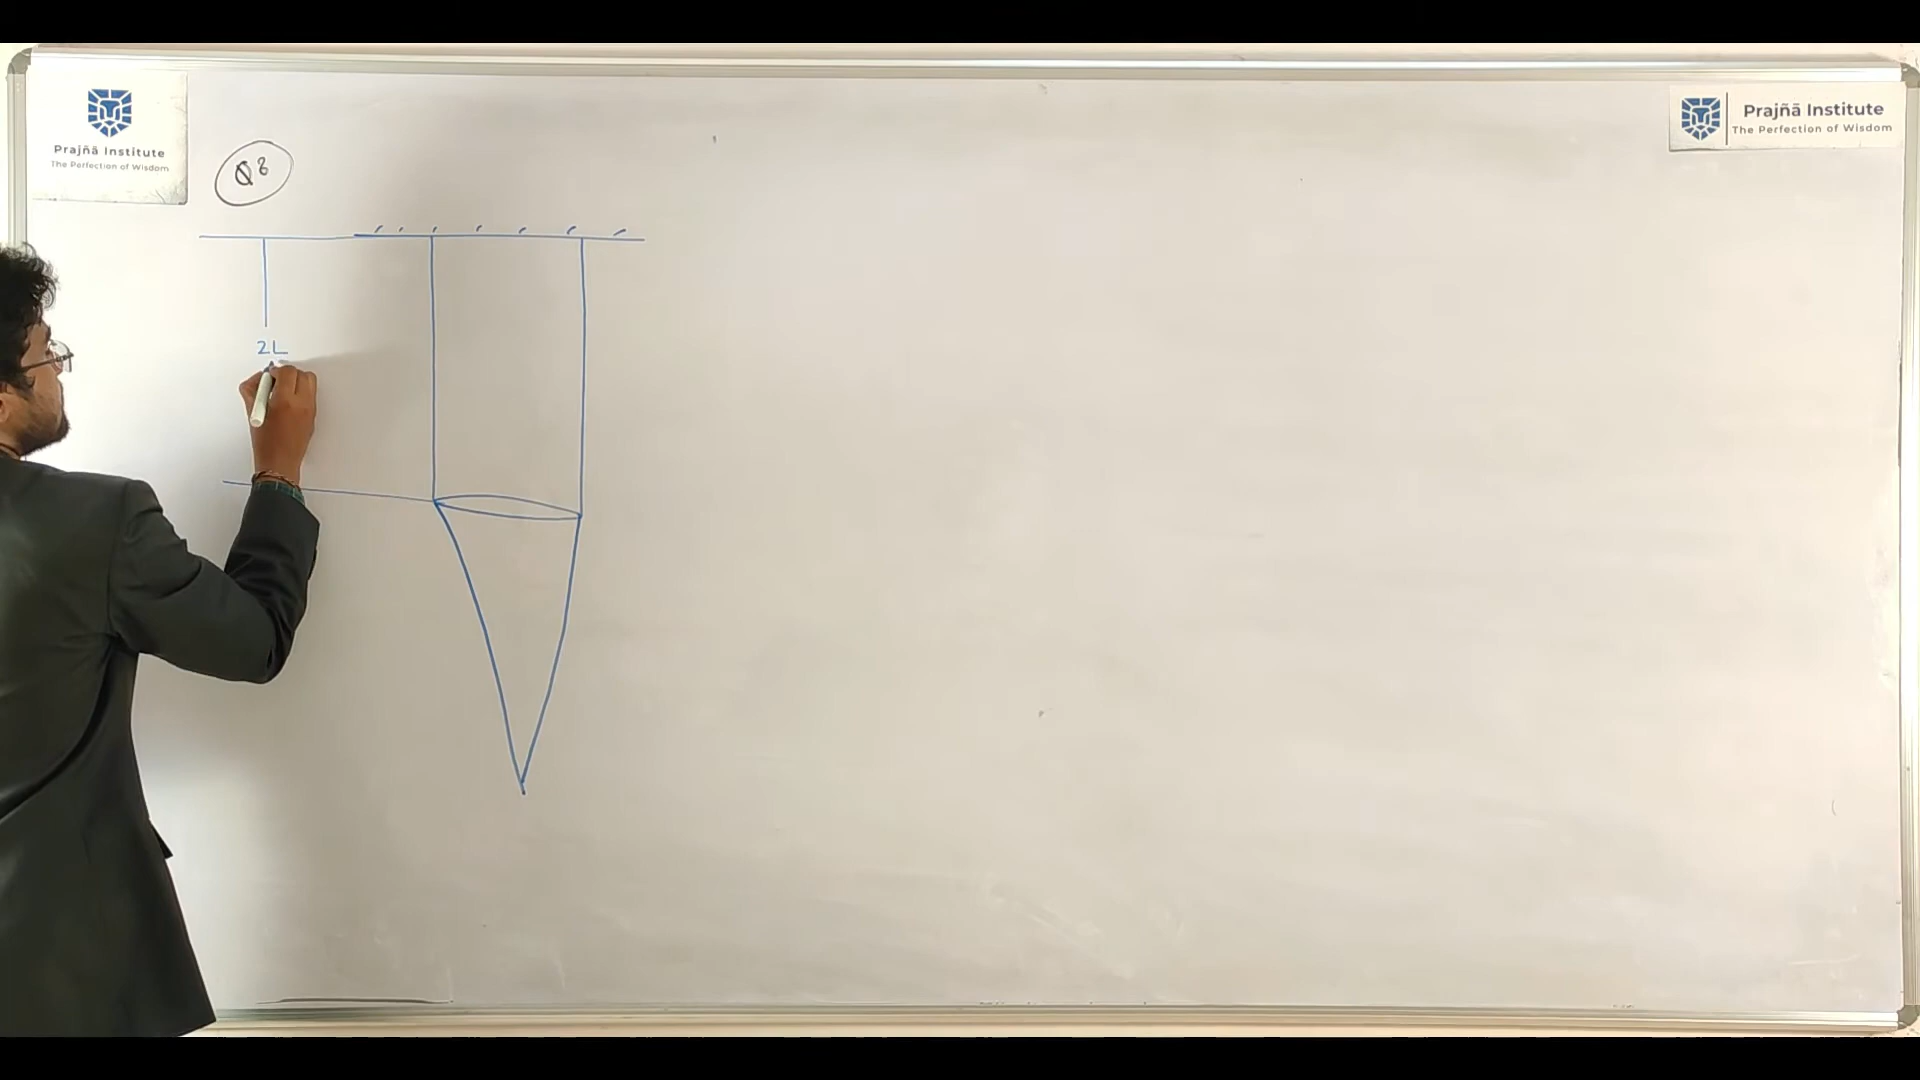 Prajñā Institute
The Perfection of Wisdom
Prajñā Institute
The Perfection of Wisdom
Q8
2L